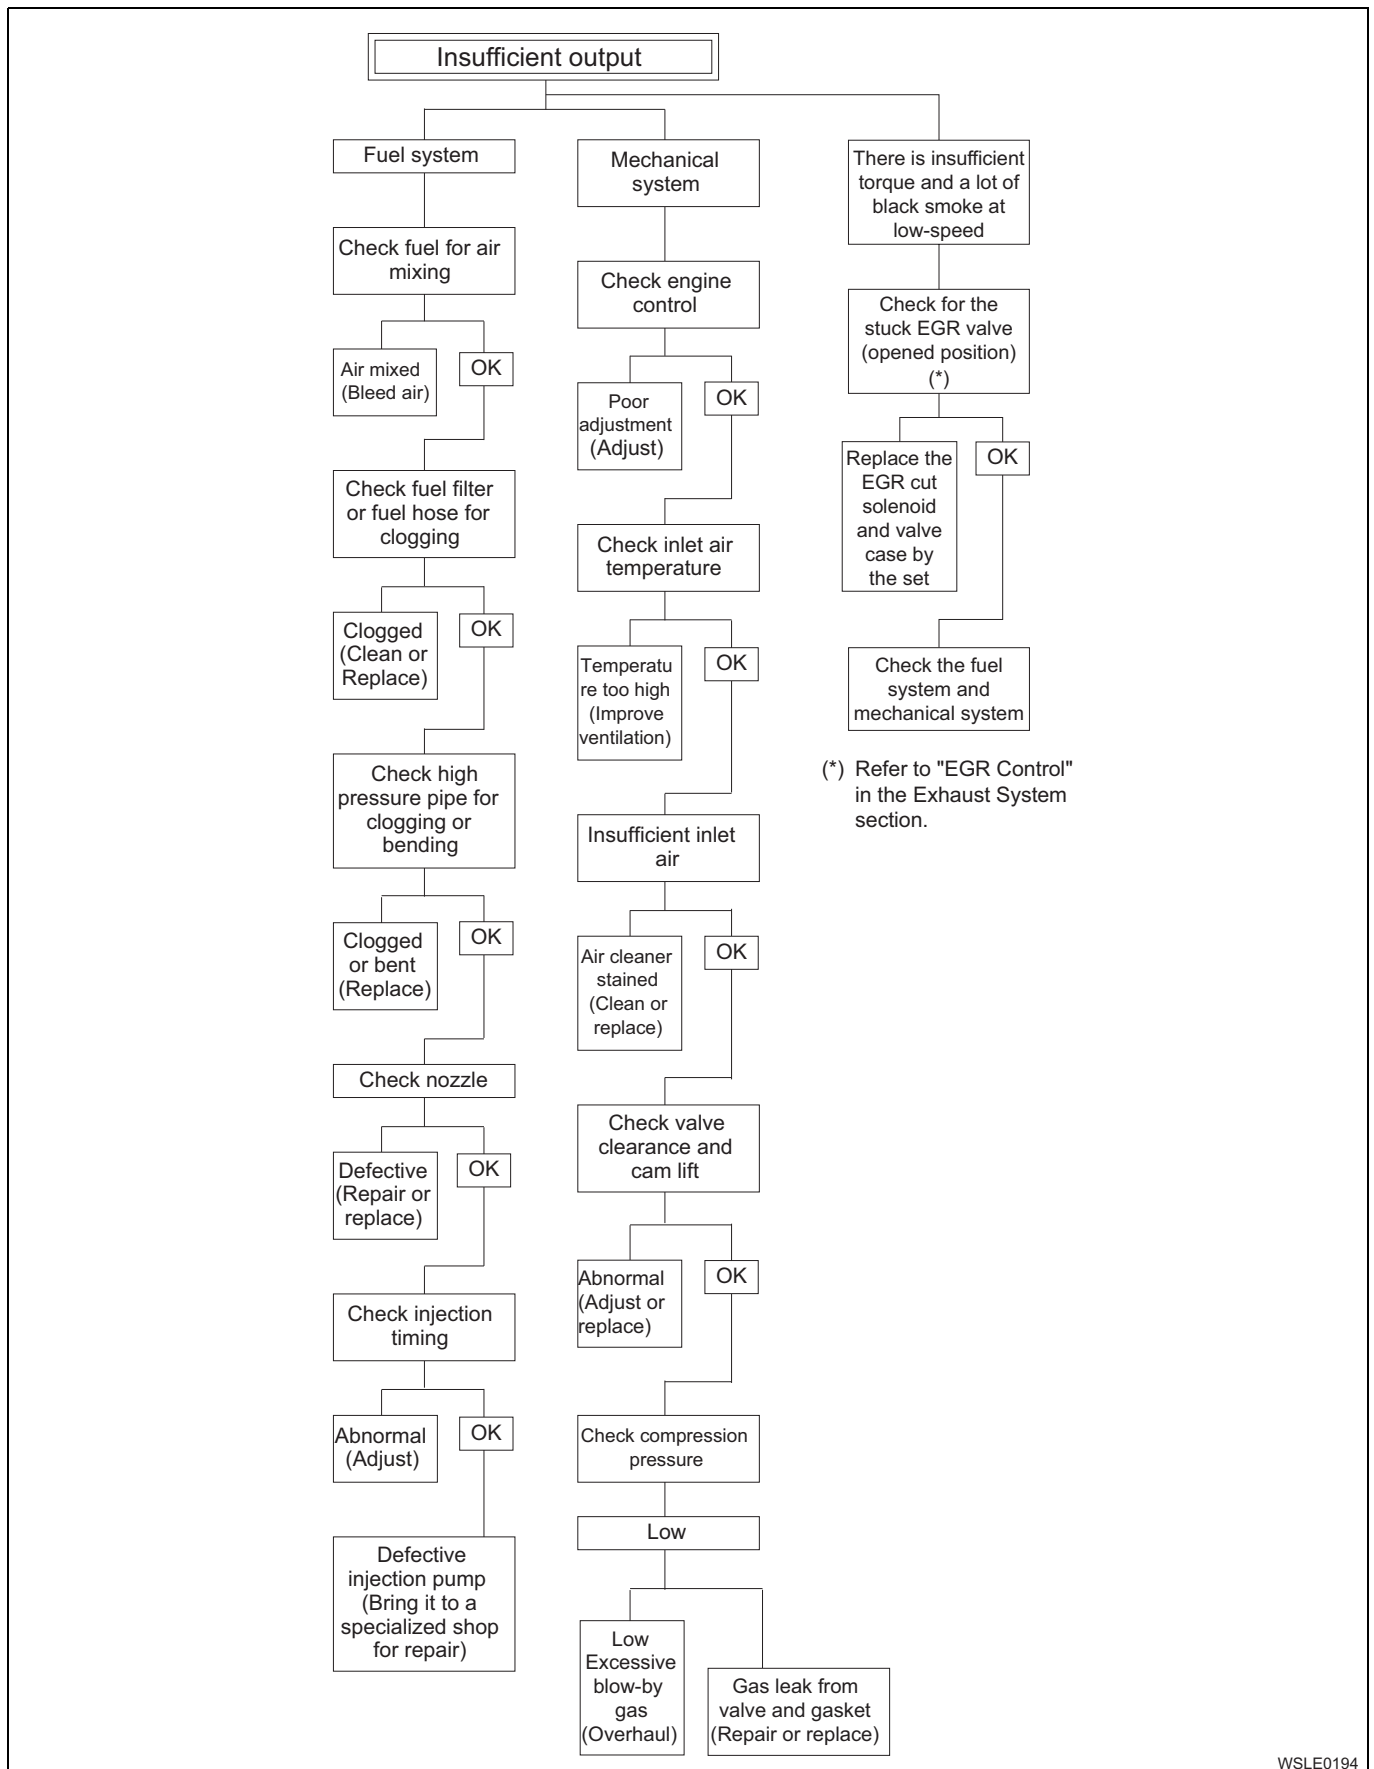 Insufficient output
Fuel system
Check fuel for air
mixing
Air mixed
(Bleed air)
OK
Check fuel filter
or fuel hose for
clogging
Clogged
(Clean or
Replace)
OK
Check high
pressure pipe for
clogging or
bending
Clogged
or bent
(Replace)
OK
Check nozzle
Defective
(Repair or
replace)
OK
Check injection
timing
Abnormal
(Adjust)
OK
Defective
injection pump
(Bring it to a
specialized shop
for repair)
Mechanical
system
Check engine
control
Poor
adjustment
(Adjust)
OK
Check inlet air
temperature
Temperatu
re too high
(Improve
ventilation)
OK
Insufficient inlet
air
Air cleaner
stained
(Clean or
replace)
OK
Check valve
clearance and
cam lift
Abnormal
(Adjust or
replace)
OK
Check compression
pressure
Low
Low
Excessive
blow-by
gas
(Overhaul)
Gas leak from
valve and gasket
(Repair or replace)
There is insufficient
torque and a lot of
black smoke at
low-speed
Check for the
stuck EGR valve
(opened position)
(*)
Replace the
EGR cut
solenoid
and valve
case by
the set
OK
Check the fuel
system and
mechanical system
(*) Refer to "EGR Control"
in the Exhaust System
section.
WSLE0194